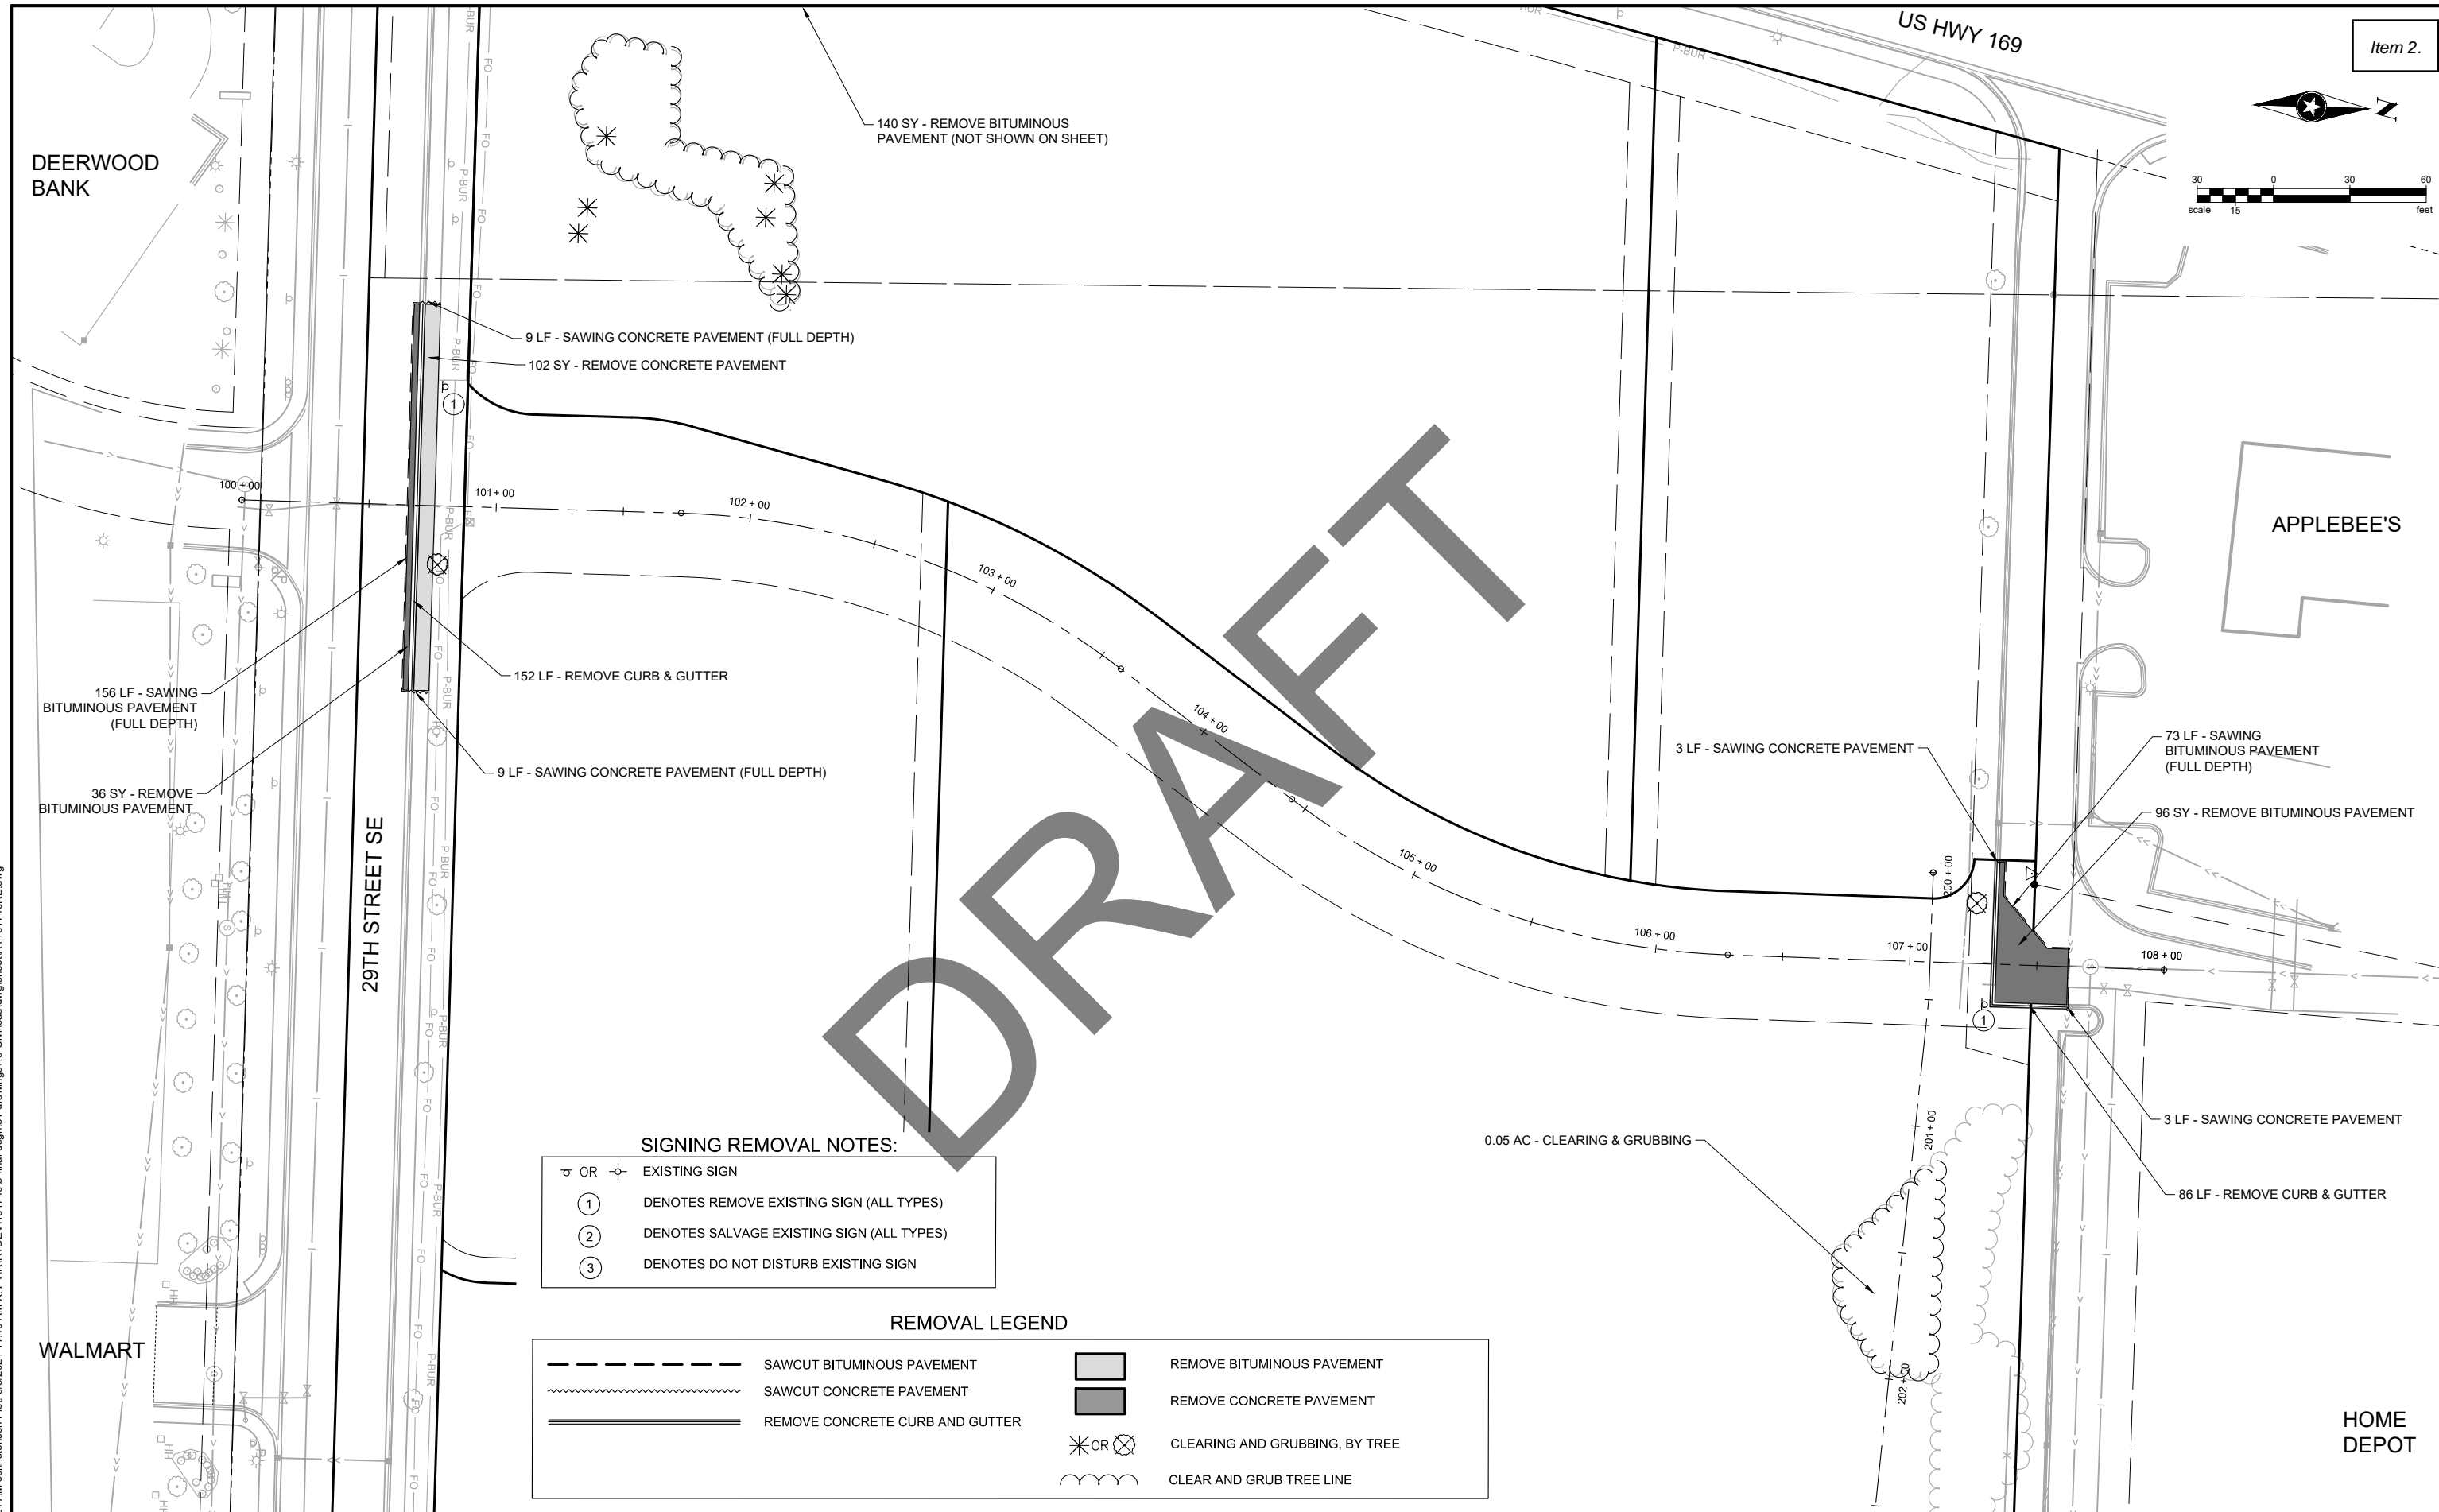 US HWY 169
Item 2.
N
30 0 30 60
scale 15 feet
140 SY - REMOVE BITUMINOUS
PAVEMENT (NOT SHOWN ON SHEET)
DEERWOOD
BANK
9 LF - SAWING CONCRETE PAVEMENT (FULL DEPTH)
102 SY - REMOVE CONCRETE PAVEMENT
1
100 + 00
101 + 00
102 + 00
103 + 00
104 + 00
105 + 00
106 + 00
107 + 00
108 + 00
200 + 00
201 + 00
202 + 00
APPLEBEE'S
152 LF - REMOVE CURB & GUTTER
156 LF - SAWING
BITUMINOUS PAVEMENT
(FULL DEPTH)
9 LF - SAWING CONCRETE PAVEMENT (FULL DEPTH)
36 SY - REMOVE
BITUMINOUS PAVEMENT
29TH STREET SE
3 LF - SAWING CONCRETE PAVEMENT
73 LF - SAWING
BITUMINOUS PAVEMENT
(FULL DEPTH)
96 SY - REMOVE BITUMINOUS PAVEMENT
1
3 LF - SAWING CONCRETE PAVEMENT
86 LF - REMOVE CURB & GUTTER
0.05 AC - CLEARING & GRUBBING
DRAFT
P-BUR
FO
SIGNING REMOVAL NOTES:
OR EXISTING SIGN
1 DENOTES REMOVE EXISTING SIGN (ALL TYPES)
2 DENOTES SALVAGE EXISTING SIGN (ALL TYPES)
3 DENOTES DO NOT DISTURB EXISTING SIGN
WALMART
REMOVAL LEGEND
SAWCUT BITUMINOUS PAVEMENT
SAWCUT CONCRETE PAVEMENT
REMOVE CONCRETE CURB AND GUTTER
REMOVE BITUMINOUS PAVEMENT
REMOVE CONCRETE PAVEMENT
OR CLEARING AND GRUBBING, BY TREE
CLEAR AND GRUB TREE LINE
HOME
DEPOT